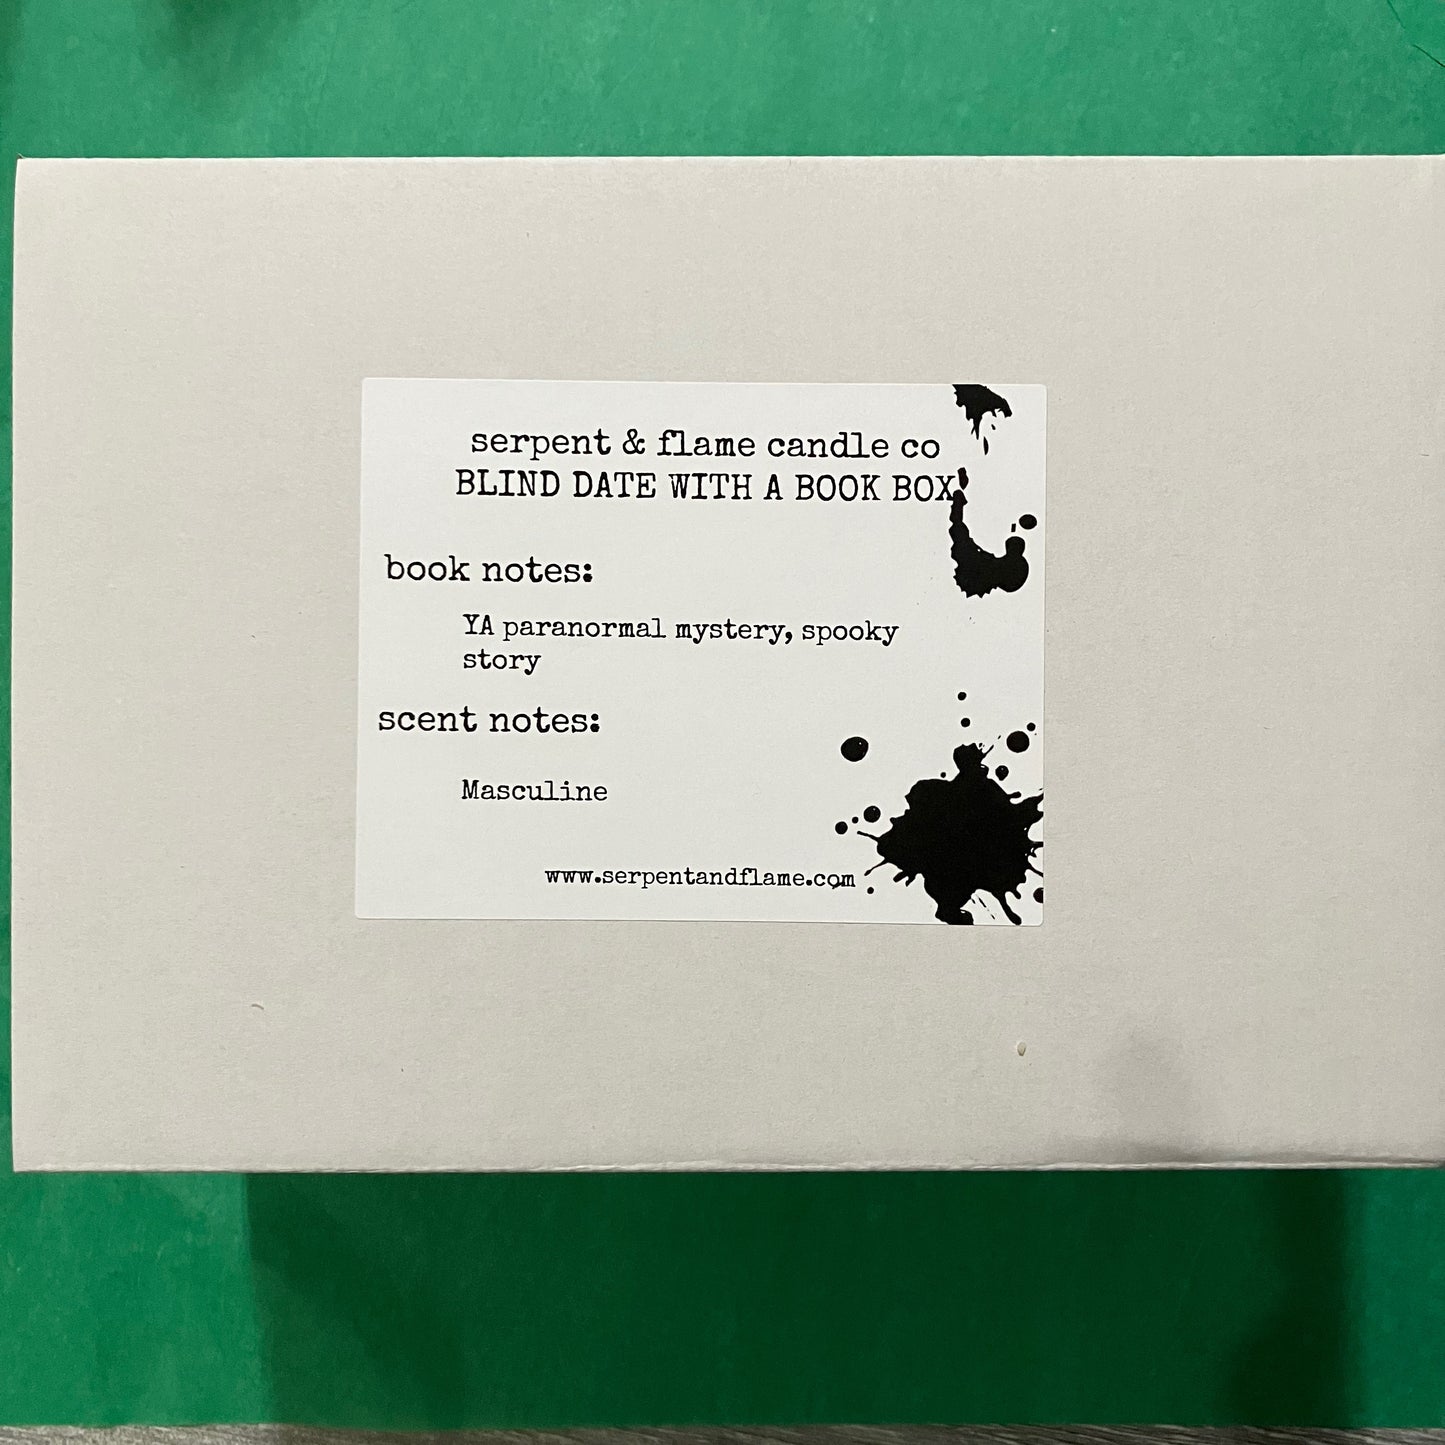 serpent & flame candle co
BLIND DATE WITH A BOOK BOX
book notes:
YA paranormal mystery, spooky
story
scent notes:
Masculine
www.serpentandflame.com